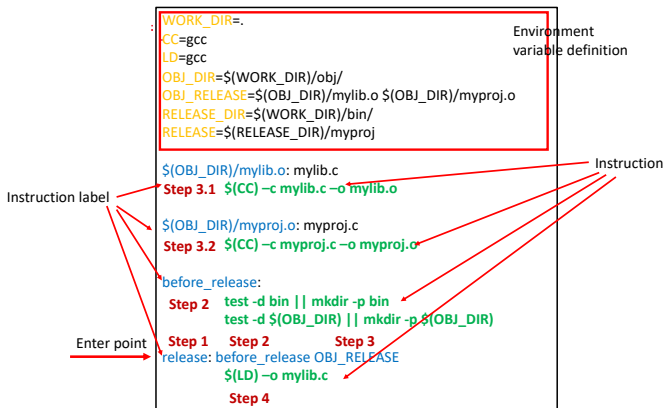 WORK_DIR=.
:
CC=gcc
LD=gcc
Environment
variable definition
OBJ_DIR=$(WORK_DIR)/obj/
OBJ_RELEASE=$(OBJ_DIR)/mylib.o $(OBJ_DIR)/myproj.o
RELEASE_DIR=$(WORK_DIR)/bin/
RELEASE=$(RELEASE_DIR)/myproj
$(OBJ_DIR)/mylib.o: mylib.c
Instruction
Step 3.1 $(CC) –c mylib.c –o mylib.o
Instruction label
$(OBJ_DIR)/myproj.o: myproj.c
Step 3.2 $(CC) –c myproj.c –o myproj.o
before_release:
Step 2 test -d bin || mkdir -p bin
test -d $(OBJ_DIR) || mkdir -p $(OBJ_DIR)
Step 1 Step 2 Step 3
Enter point
release: before_release OBJ_RELEASE
$(LD) –o mylib.c
Step 4